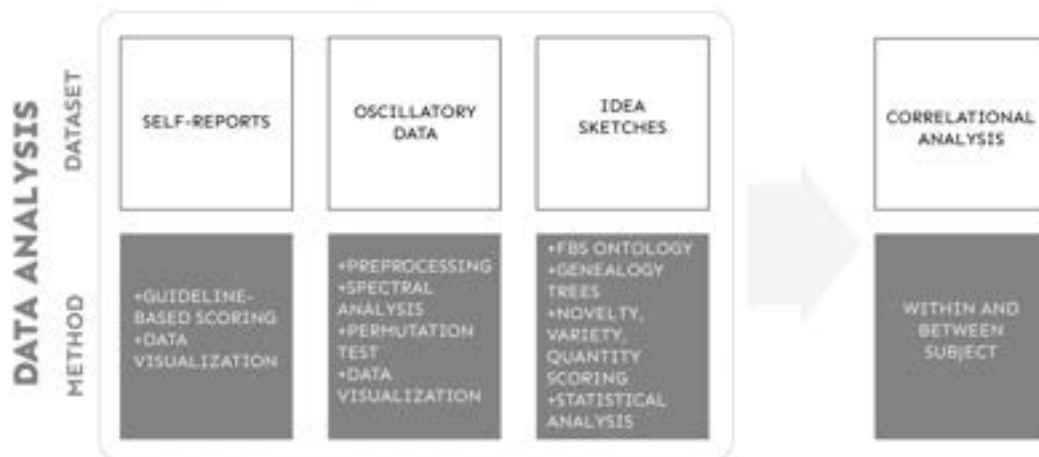 DATA ANALYSIS
DATASET
SELF-REPORTS
OSCILLATORY
DATA
IDEA
SKETCHES
CORRELATIONAL
ANALYSIS
METHOD
+GUIDELINE-
BASED SCORING
+DATA
VISUALIZATION
+PREPROCESSING
+SPECTRAL
ANALYSIS
+PERMUTATION
TEST
+DATA
VISUALIZATION
+FBS ONTOLOGY
+GENEALOGY
TREES
+NOVELTY,
VARIETY,
QUANTITY
SCORING
+STATISTICAL
ANALYSIS
WITHIN AND
BETWEEN
SUBJECT